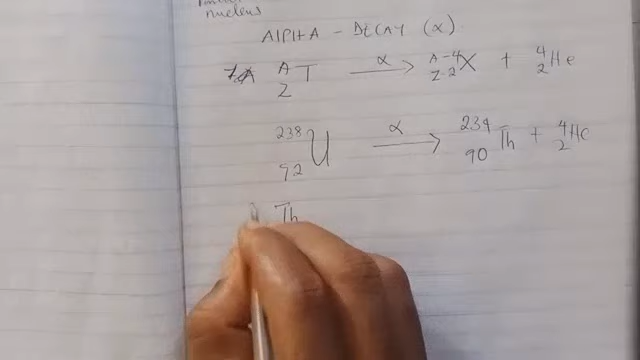 nucleus
ALPHA - DECAY (α)
A Z T α → A-4 Z-2 X + 4 2 He
238 92 U α → 234 90 Th + 4 2 He
Th